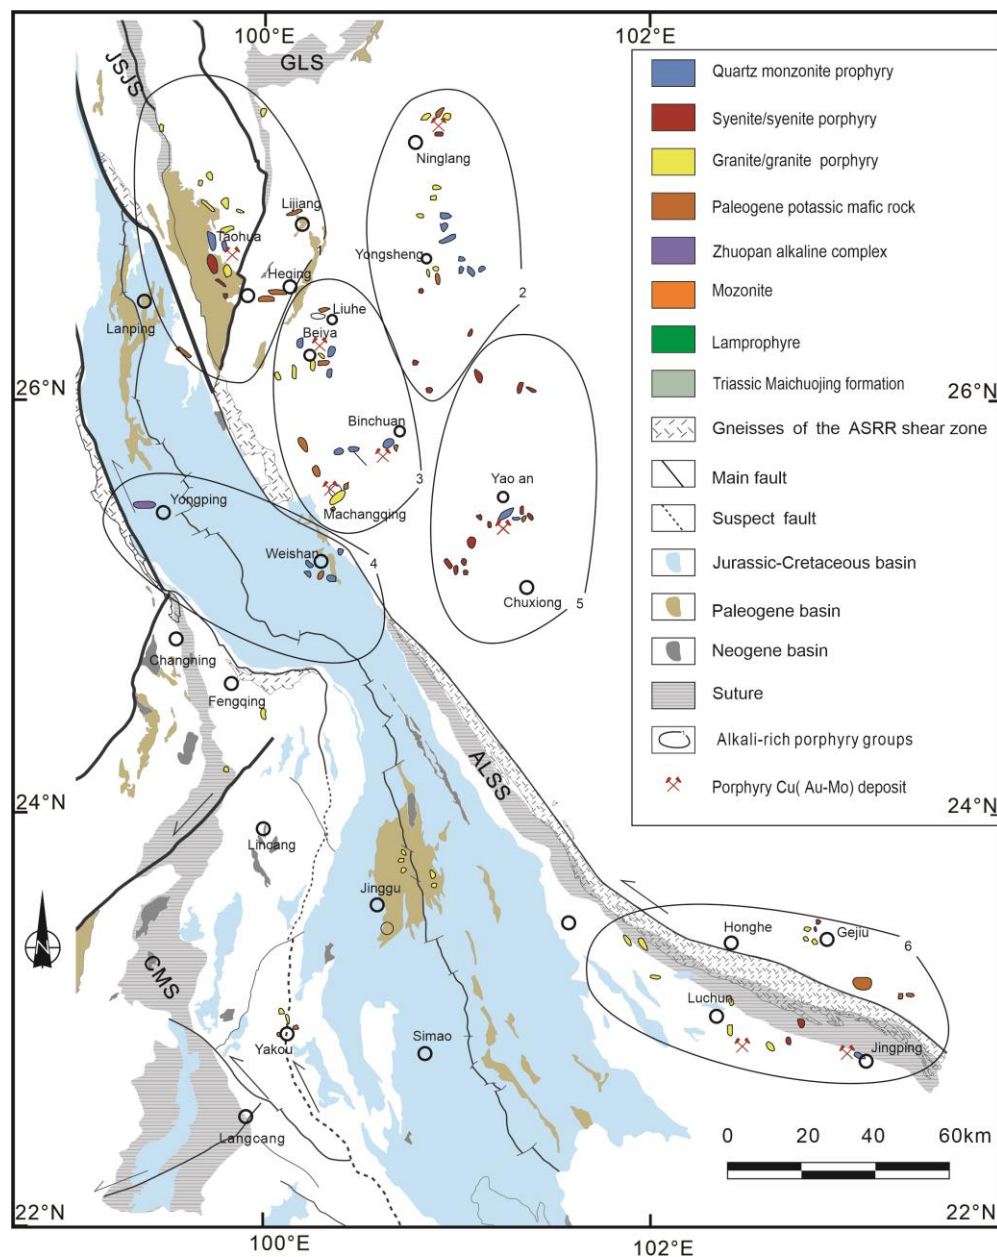 100°E
102°E
JSJS
GLS
Quartz monzonite prophyry
Syenite/syenite porphyry
Granite/granite porphyry
Paleogene potassic mafic rock
Zhuopan alkaline complex
Mozonite
Lamprophyre
Triassic Maichuojing formation
Gneisses of the ASRR shear zone
Main fault
Suspect fault
Jurassic-Cretaceous basin
Paleogene basin
Neogene basin
Suture
Alkali-rich porphyry groups
Porphyry Cu( Au-Mo) deposit
Ninglang
Lijiang
Taohua
1
Yongsheng
Heqing
2
Lanping
Liuhe
Beiya
26°N
26°N
Binchuan
3
Yao an
Yongping
Machangqing
Weishan
4
Chuxiong
5
Changning
Fengqing
ALSS
24°N
24°N
Lincang
Jinggu
Honghe
Gejiu
6
CMS
Luchun
Simao
Yakou
Jingping
Langcang
N
0
20
40
60km
22°N
22°N
100°E
102°E